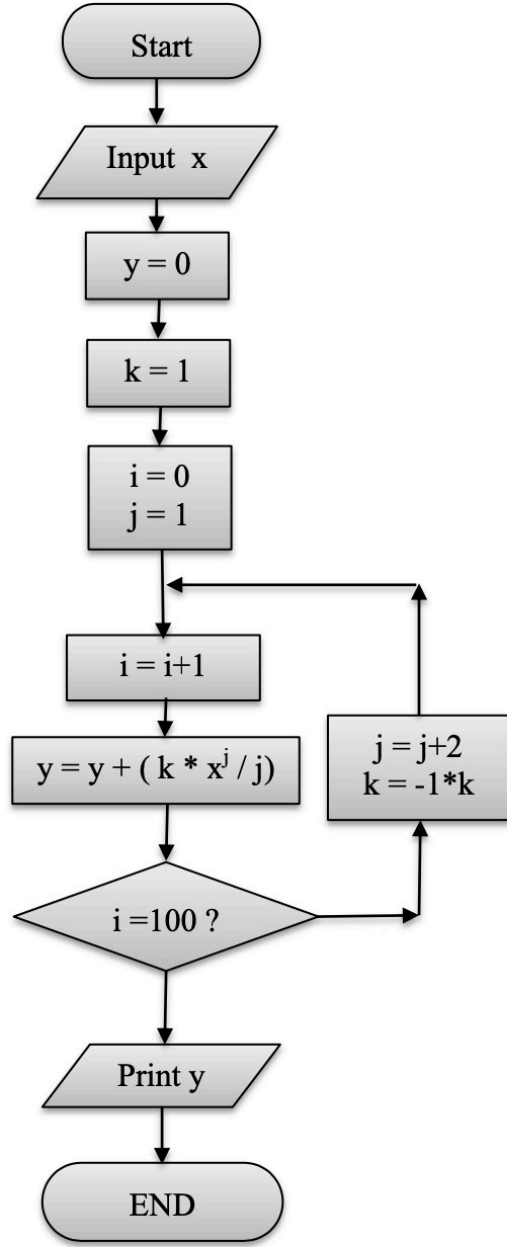 Start
Input x
y = 0
k = 1
i = 0
j = 1
i = i+1
y = y + ( k * x^j / j)
j = j+2
k = -1*k
i =100 ?
Print y
END